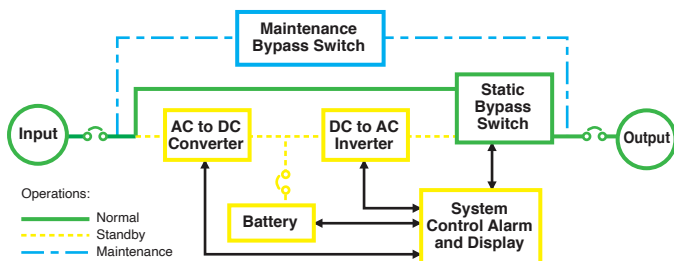 Maintenance
Bypass Switch
Static
Bypass
Switch
Input
AC to DC
Converter
DC to AC
Inverter
Output
Operations:
Normal
Standby
Maintenance
Battery
System
Control Alarm
and Display